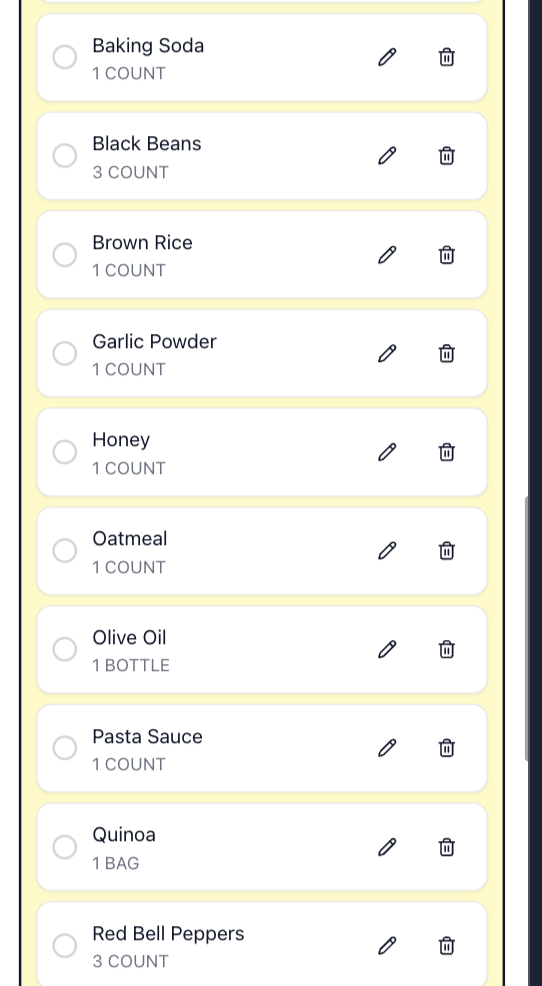 Baking Soda
1 COUNT
Black Beans
3 COUNT
Brown Rice
1 COUNT
Garlic Powder
1 COUNT
Honey
1 COUNT
Oatmeal
1 COUNT
Olive Oil
1 BOTTLE
Pasta Sauce
1 COUNT
Quinoa
1 BAG
Red Bell Peppers
3 COUNT